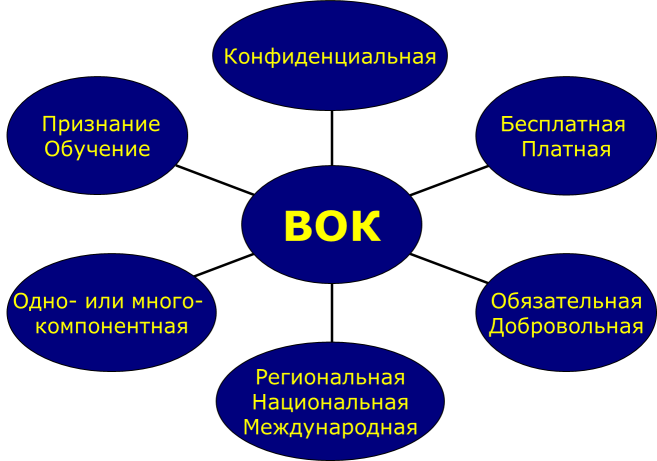 Конфиденциальная
Признание
Обучение
Бесплатная
Платная
ВОК
Одно- или много-
компонентная
Обязательная
Добровольная
Региональная
Национальная
Международная